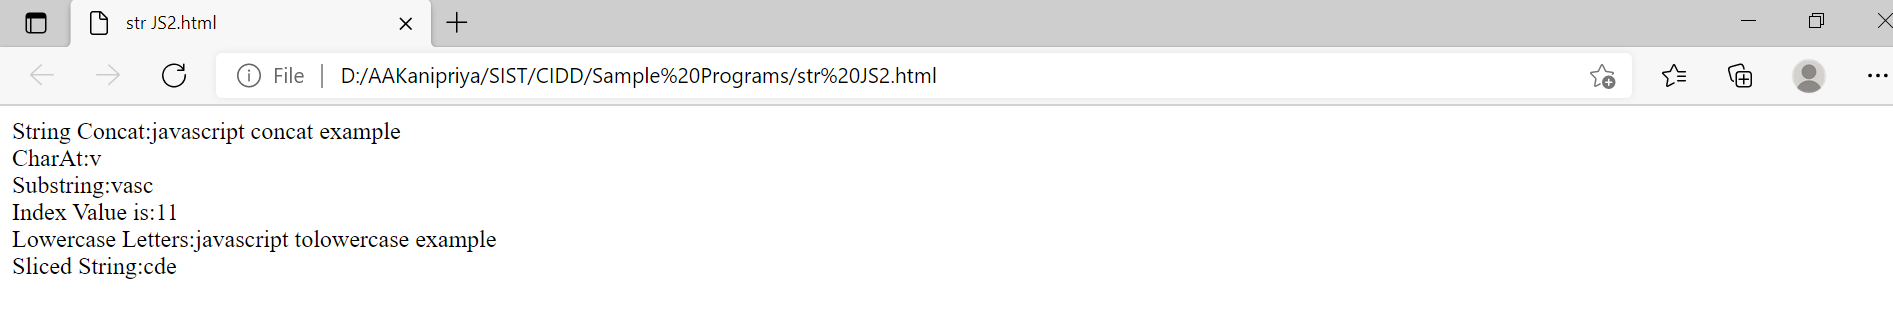 str JS2.html
File
D:/AAKanipriya/SIST/CIDD/Sample%20Programs/str%20JS2.html
String Concat:javascript concat example
CharAt:v
Substring:vasc
Index Value is:11
Lowercase Letters:javascript tolowercase example
Sliced String:cde